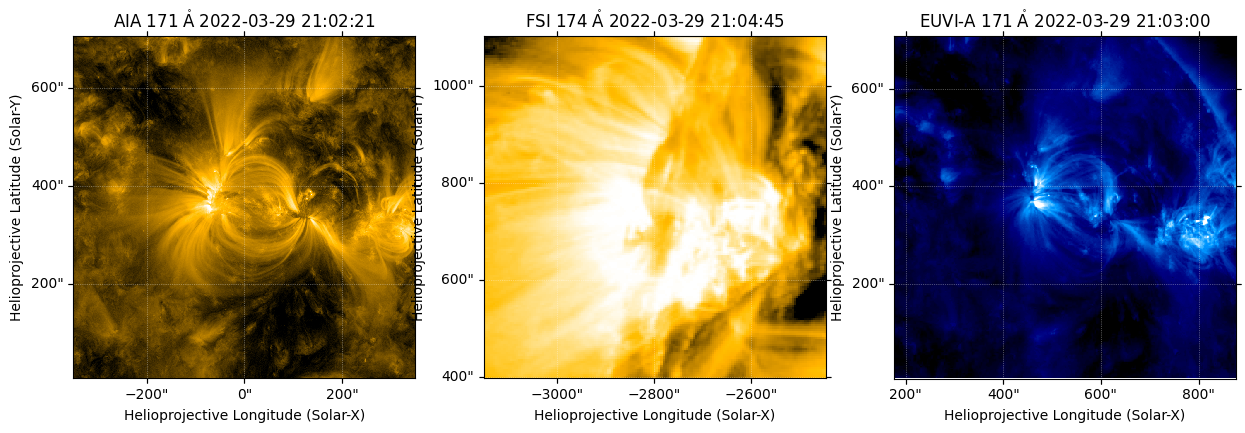 AIA 171 Å 2022-03-29 21:02:21
600"
400"
200"
−200"
0"
200"
Helioprojective Longitude (Solar-X)
Helioprojective Latitude (Solar-Y)
FSI 174 Å 2022-03-29 21:04:45
1000"
800"
600"
400"
−3000"
−2800"
−2600"
Helioprojective Longitude (Solar-X)
Helioprojective Latitude (Solar-Y)
EUVI-A 171 Å 2022-03-29 21:03:00
600"
400"
200"
200"
400"
600"
800"
Helioprojective Longitude (Solar-X)
Helioprojective Latitude (Solar-Y)